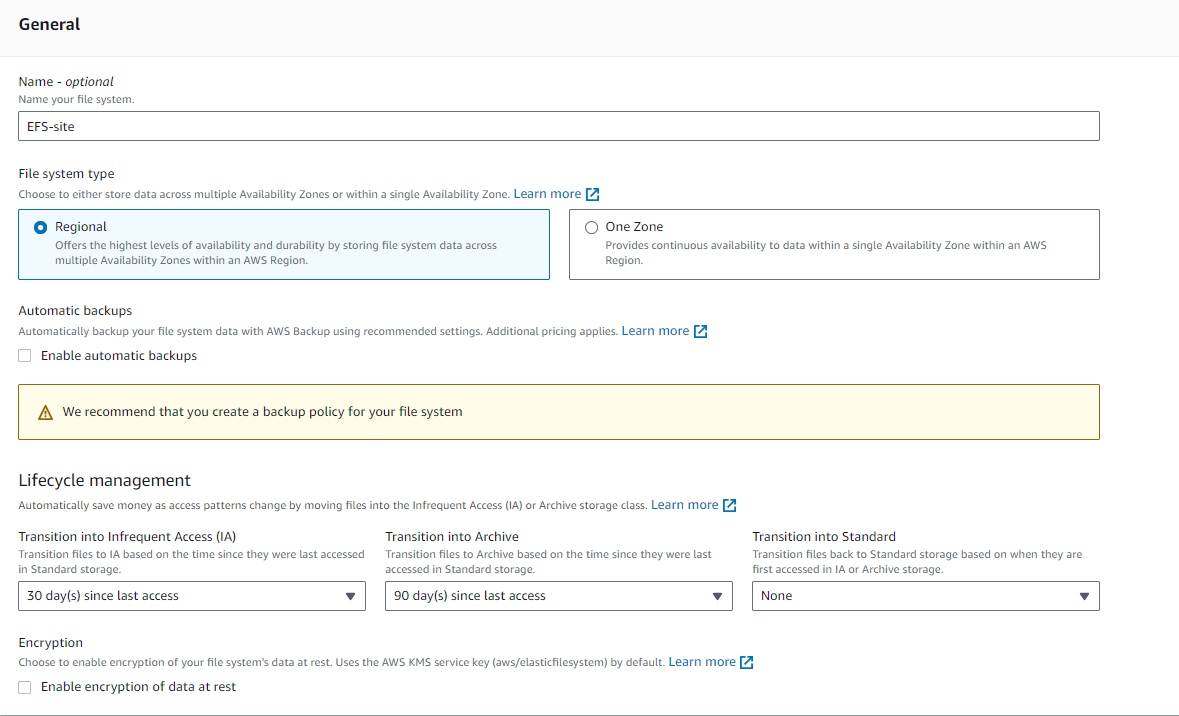 General
Name - optional
Name your file system.
EFS-site
File system type
Choose to either store data across multiple Availability Zones or within a single Availability Zone. Learn more
Regional
Offers the highest levels of availability and durability by storing file system data across
multiple Availability Zones within an AWS Region.
One Zone
Provides continuous availability to data within a single Availability Zone within an AWS
Region.
Automatic backups
Automatically backup your file system data with AWS Backup using recommended settings. Additional pricing applies. Learn more
Enable automatic backups
We recommend that you create a backup policy for your file system
Lifecycle management
Automatically save money as access patterns change by moving files into the Infrequent Access (IA) or Archive storage class. Learn more
Transition into Infrequent Access (IA)
Transition files to IA based on the time since they were last accessed
in Standard storage.
30 day(s) since last access
Transition into Archive
Transition files to Archive based on the time since they were last
accessed in Standard storage.
90 day(s) since last access
Transition into Standard
Transition files back to Standard storage based on when they are
first accessed in IA or Archive storage.
None
Encryption
Choose to enable encryption of your file system's data at rest. Uses the AWS KMS service key (aws/elasticfilesystem) by default. Learn more
Enable encryption of data at rest